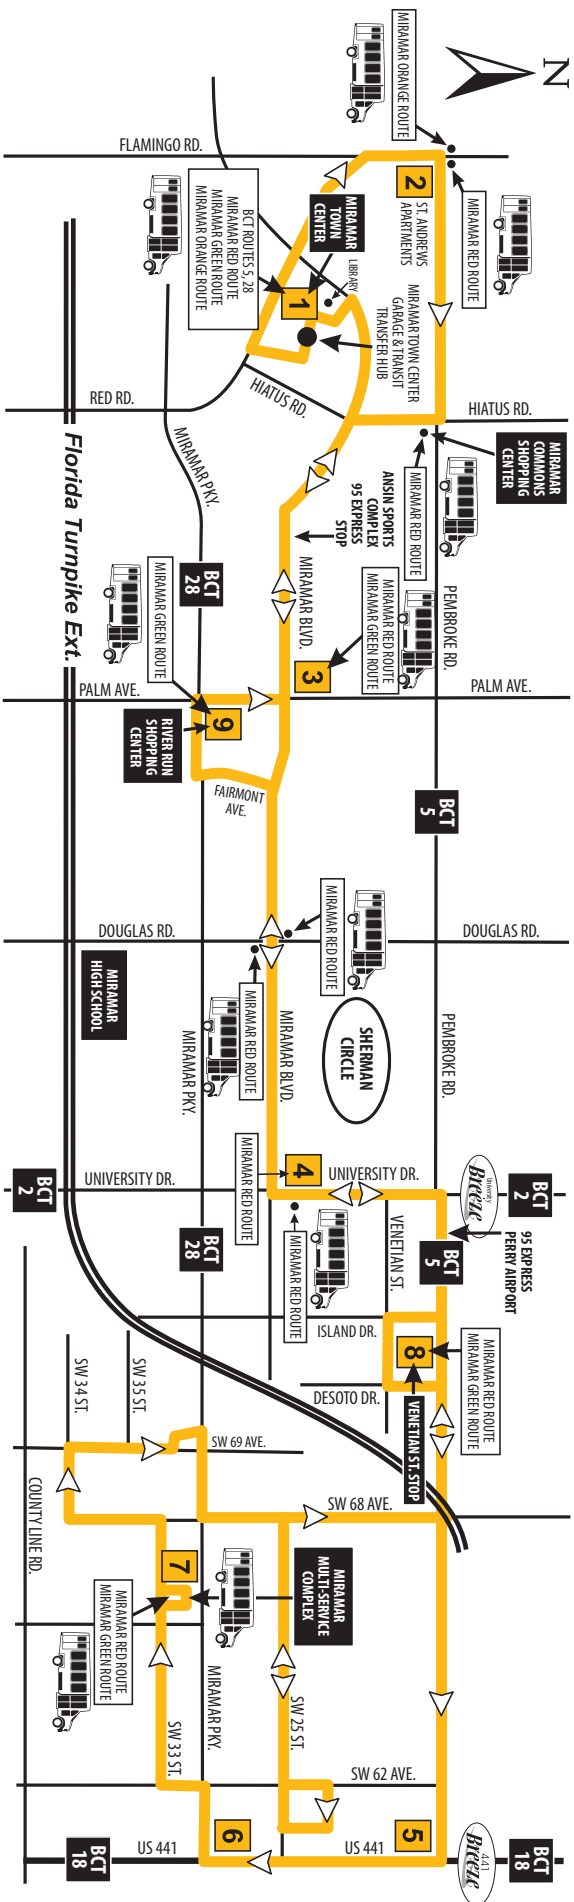 N
MIRAMAR ORANGE ROUTE
MIRAMAR RED ROUTE
FLAMINGO RD.
2
ST. ANDREWS
APARTMENTS
MIRAMAR
TOWN
CENTER
BCT ROUTES 5, 28
MIRAMAR RED ROUTE
MIRAMAR GREEN ROUTE
MIRAMAR ORANGE ROUTE
1
LIBRARY
MIRAMAR TOWN CENTER
GARAGE & TRANSIT
TRANSFER HUB
RED RD.
HIATUS RD.
HIATUS RD.
MIRAMAR
COMMONS
SHOPPING
CENTER
MIRAMAR RED ROUTE
ANSIN SPORTS
COMPLEX
95 EXPRESS
STOP
MIRAMAR PKY.
Florida Turnpike Ext.
BCT
28
MIRAMAR BLVD.
PEMBROKE RD.
MIRAMAR GREEN ROUTE
3
MIRAMAR RED ROUTE
MIRAMAR GREEN ROUTE
PALM AVE.
PALM AVE.
9
RIVER RUN
SHOPPING
CENTER
FAIRMONT
AVE.
BCT
5
DOUGLAS RD.
DOUGLAS RD.
MIRAMAR RED ROUTE
MIRAMAR RED ROUTE
MIRAMAR
HIGH SCHOOL
SHERMAN
CIRCLE
MIRAMAR PKY.
MIRAMAR BLVD.
PEMBROKE RD.
MIRAMAR RED ROUTE
4
UNIVERSITY DR.
UNIVERSITY DR.
BCT
2
BCT
2
University
Breeze
95 EXPRESS
PERRY AIRPORT
BCT
28
MIRAMAR RED ROUTE
VENETIAN ST.
BCT
5
ISLAND DR.
8
MIRAMAR RED ROUTE
MIRAMAR GREEN ROUTE
DESOTO DR.
VENETIAN ST. STOP
SW 34 ST.
SW 35 ST.
SW 69 AVE.
COUNTY LINE RD.
SW 68 AVE.
7
MIRAMAR
MULTI-SERVICE
COMPLEX
MIRAMAR RED ROUTE
MIRAMAR GREEN ROUTE
SW 33 ST.
MIRAMAR PKY.
SW 25 ST.
SW 62 AVE.
6
5
US 441
US 441
BCT
18
441
Breeze
BCT
18